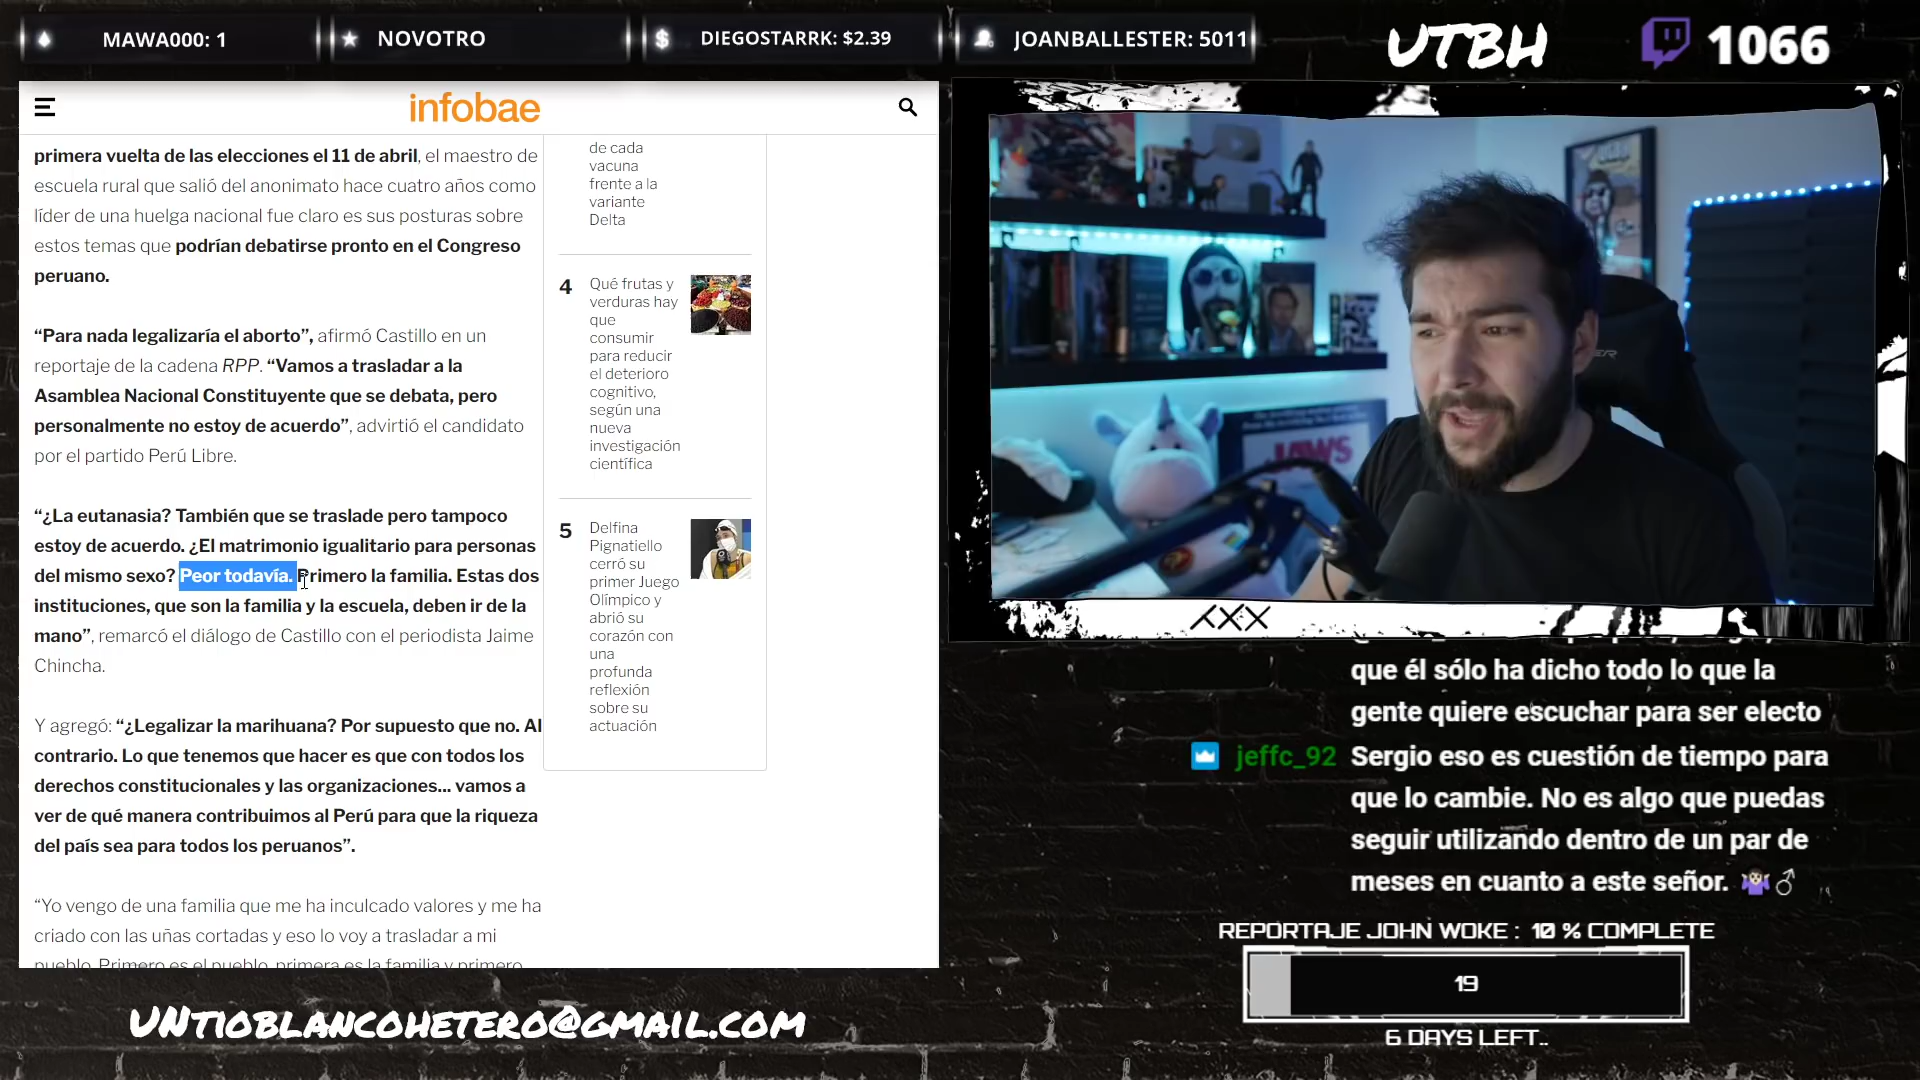 MAWA000: 1
NOVOTRO
$
DIEGOSTARRK: $2.39
JOANBALLESTER: 5011
UTBH
1066
infobae
primera vuelta de las elecciones el 11 de abril, el maestro de
escuela rural que salió del anonimato hace cuatro años como
líder de una huelga nacional fue claro es sus posturas sobre
estos temas que podrían debatirse pronto en el Congreso
peruano.
“Para nada legalizaría el aborto”, afirmó Castillo en un
reportaje de la cadena RPP. “Vamos a trasladar a la
Asamblea Nacional Constituyente que se debata, pero
personalmente no estoy de acuerdo”, advirtió el candidato
por el partido Perú Libre.
“¿La eutanasia? También que se traslade pero tampoco
estoy de acuerdo. ¿El matrimonio igualitario para personas
del mismo sexo? Peor todavía. Primero la familia. Estas dos
instituciones, que son la familia y la escuela, deben ir de la
mano”, remarcó el diálogo de Castillo con el periodista Jaime
Chincha.
Y agregó: “¿Legalizar la marihuana? Por supuesto que no. Al
contrario. Lo que tenemos que hacer es que con todos los
derechos constitucionales y las organizaciones... vamos a
ver de qué manera contribuimos al Perú para que la riqueza
del país sea para todos los peruanos”.
“Yo vengo de una familia que me ha inculcado valores y me ha
criado con las uñas cortadas y eso lo voy a trasladar a mi
pueblo. Primero es el pueblo, primera es la familia y primero
de cada
vacuna
frente a la
variante
Delta
4
Qué frutas y
verduras hay
que
consumir
para reducir
el deterioro
cognitivo,
según una
nueva
investigación
científica
5
Delfina
Pignatiello
cerró su
primer Juego
Olímpico y
abrió su
corazón con
una
profunda
reflexión
sobre su
actuación
JAWS
XXX
que él sólo ha dicho todo lo que la
gente quiere escuchar para ser electo
jeffc_92 Sergio eso es cuestión de tiempo para
que lo cambie. No es algo que puedas
seguir utilizando dentro de un par de
meses en cuanto a este señor. 🤷🏻‍♂
REPORTAJE JOHN WOKE : 10 % COMPLETE
19
6 DAYS LEFT..
UNTIOBLANCOHETERO@GMAIL.COM